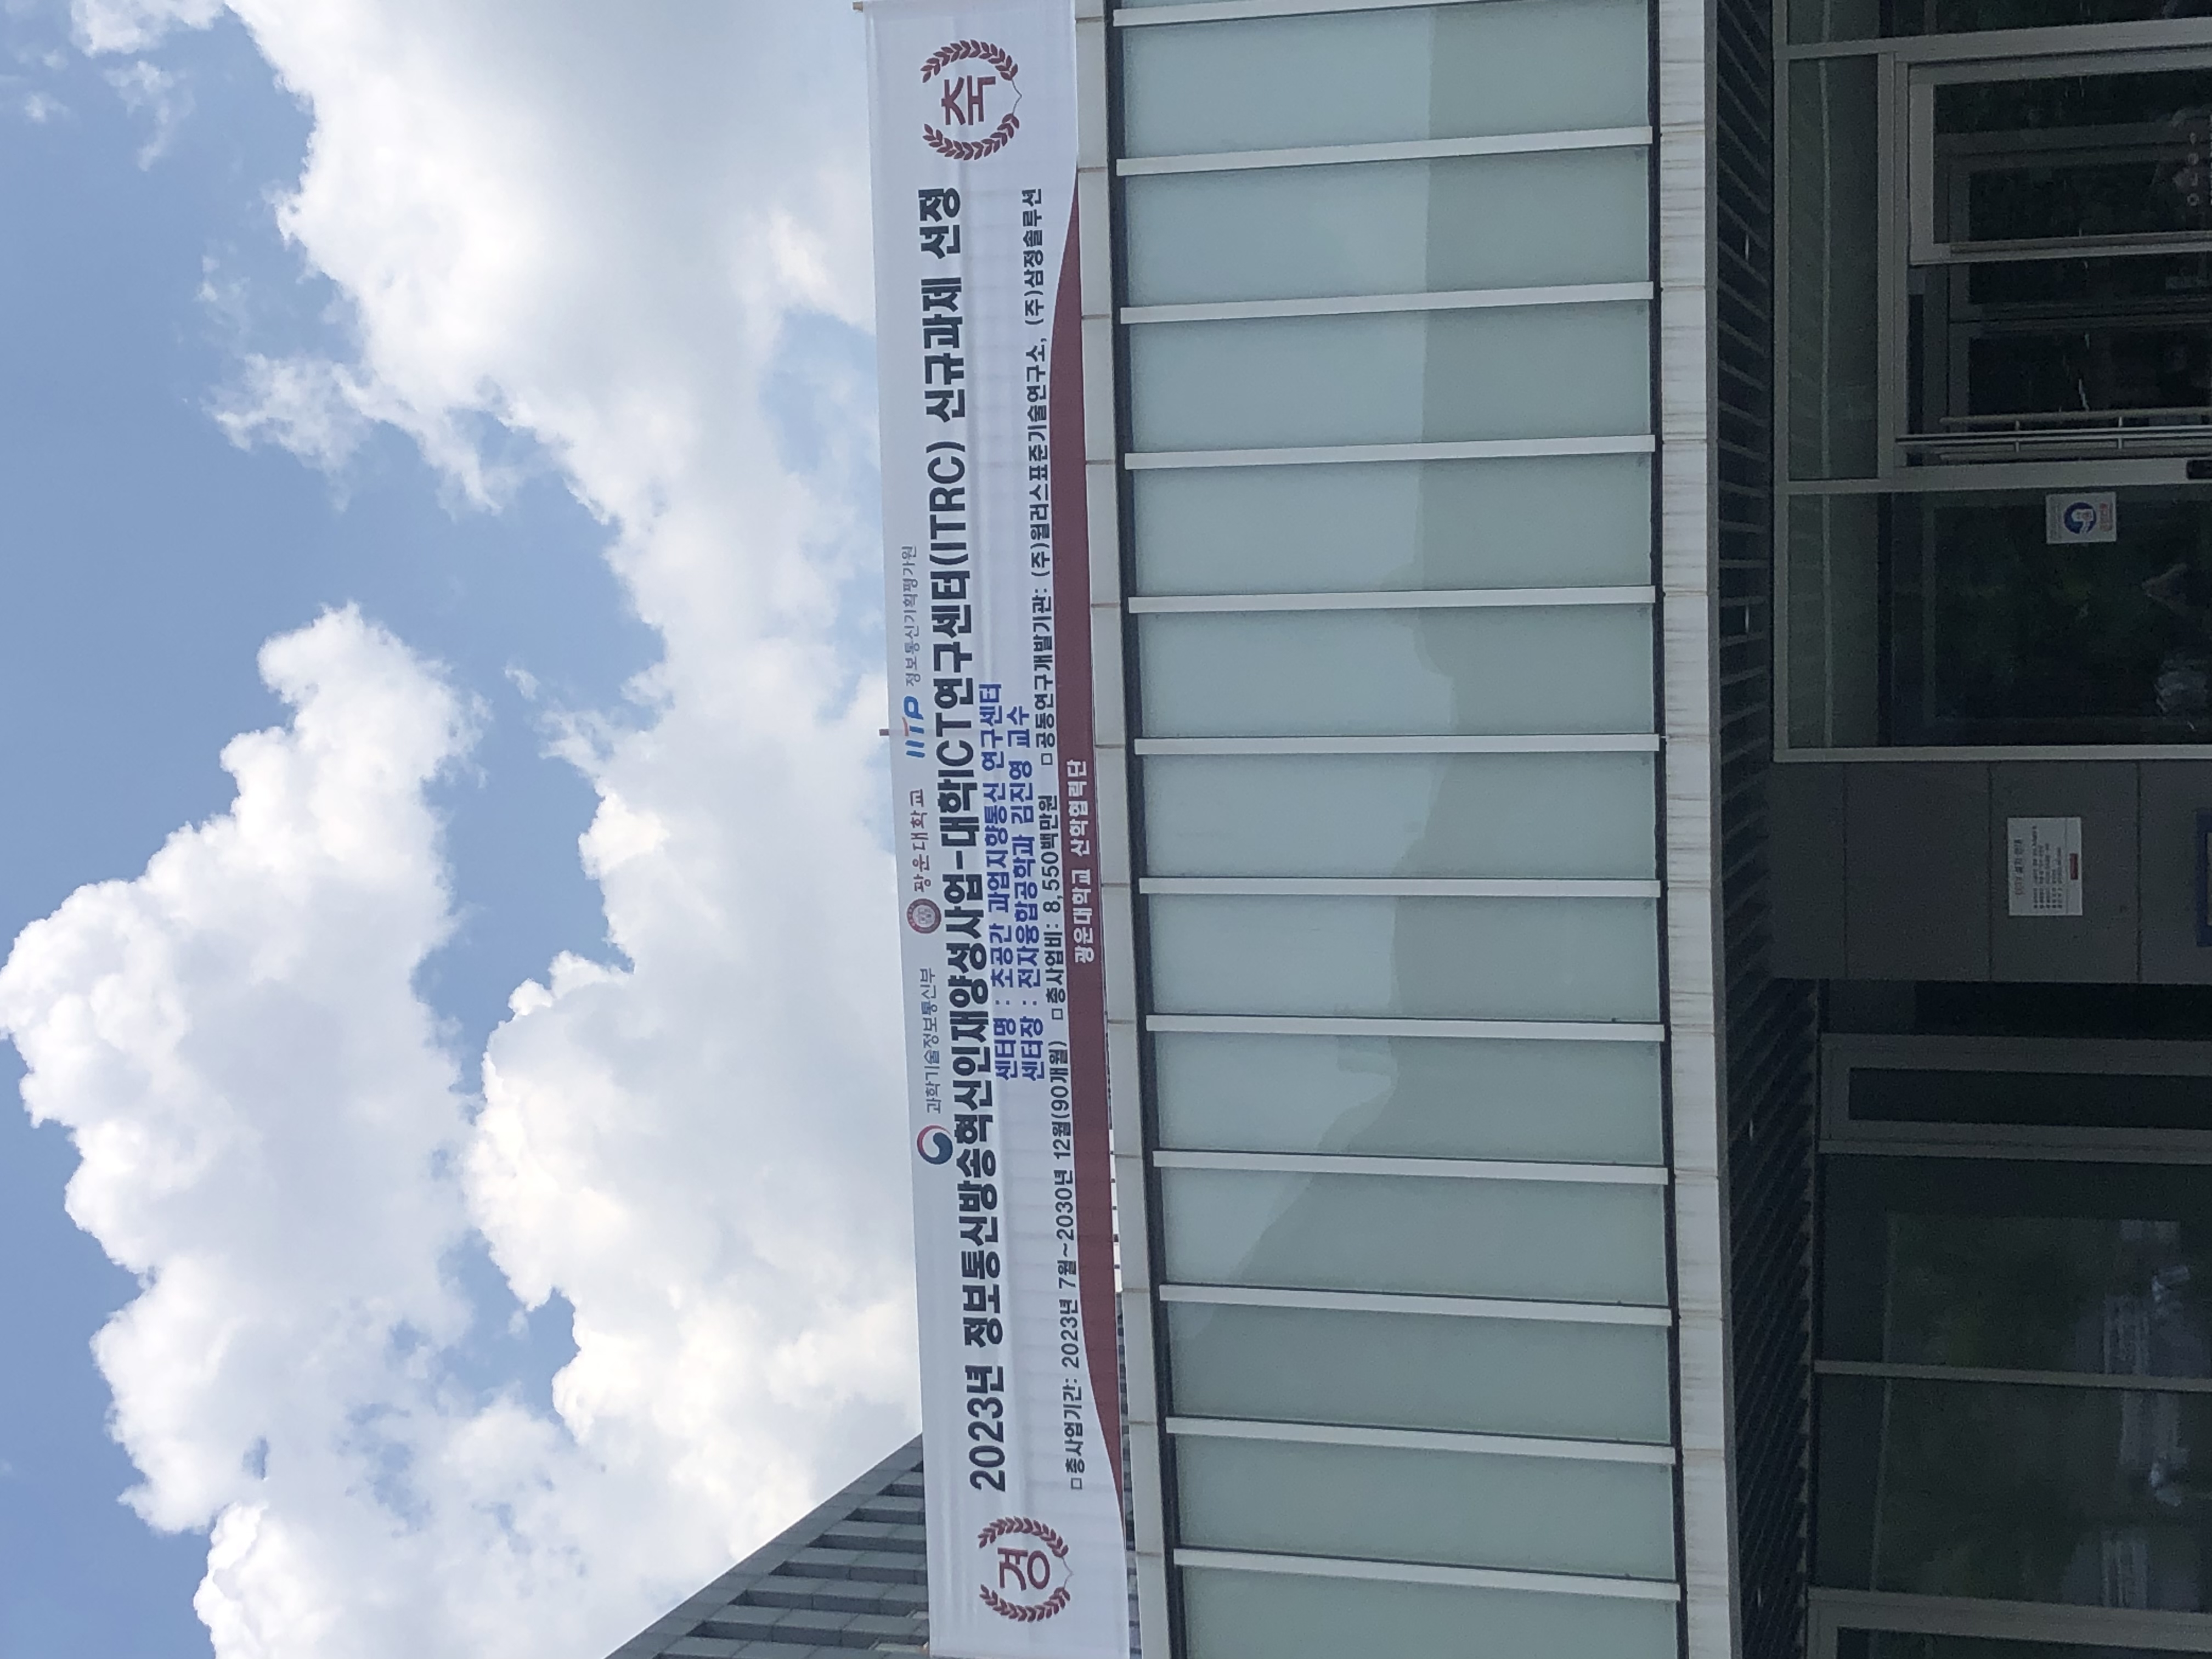 과학기술정보통신부 광운대학교 IITP 정보통신기획평가원
경 2023년 정보통신방송혁신인재양성사업-대학ICT연구센터(ITRC) 신규과제 선정 축
센터명 : 초공간 과업지향통신 연구센터
센터장 : 전자융합공학과 김진영 교수
□총사업기간: 2023년 7월~2030년 12월(90개월) □총사업비: 8,550백만원 □공동연구개발기관: (주)윌러스표준기술연구소, (주)삼정솔루션
광운대학교 산학협력단